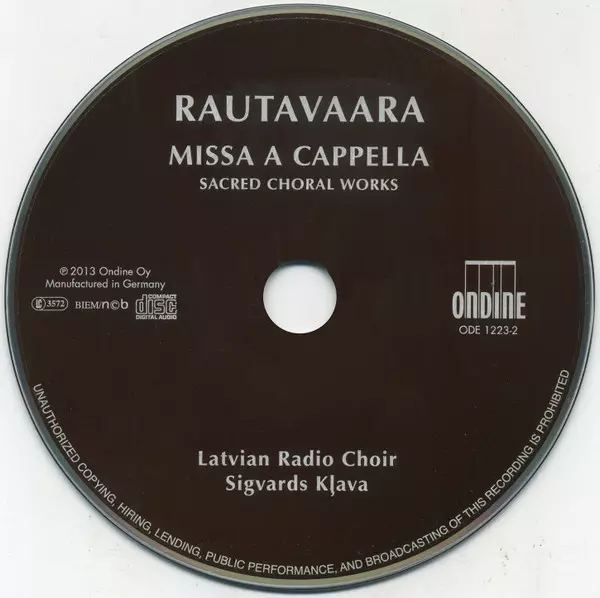 RAUTAVAARA
MISSA A CAPPELLA
SACRED CHORAL WORKS
℗ 2013 Ondine Oy
Manufactured in Germany
LC 3572 BIEM/n©b COMPACT disc DIGITAL AUDIO
ONDINE
ODE 1223-2
Latvian Radio Choir
Sigvards Kļava
UNAUTHORIZED COPYING, HIRING, LENDING, PUBLIC PERFORMANCE, AND BROADCASTING OF THIS RECORDING IS PROHIBITED